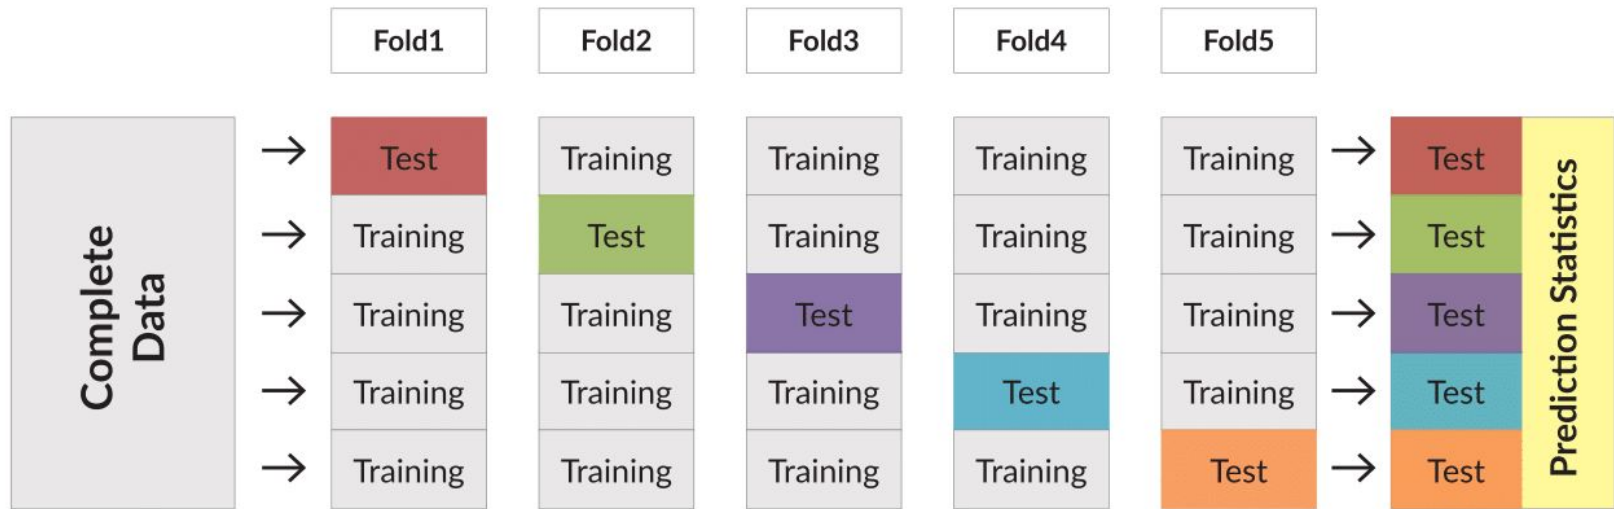 Fold1 Fold2 Fold3 Fold4 Fold5
Complete
Data
→ Test Training Training Training Training → Test
→ Training Test Training Training Training → Test
→ Training Training Test Training Training → Test
→ Training Training Training Test Training → Test
→ Training Training Training Training Test → Test
Prediction Statistics